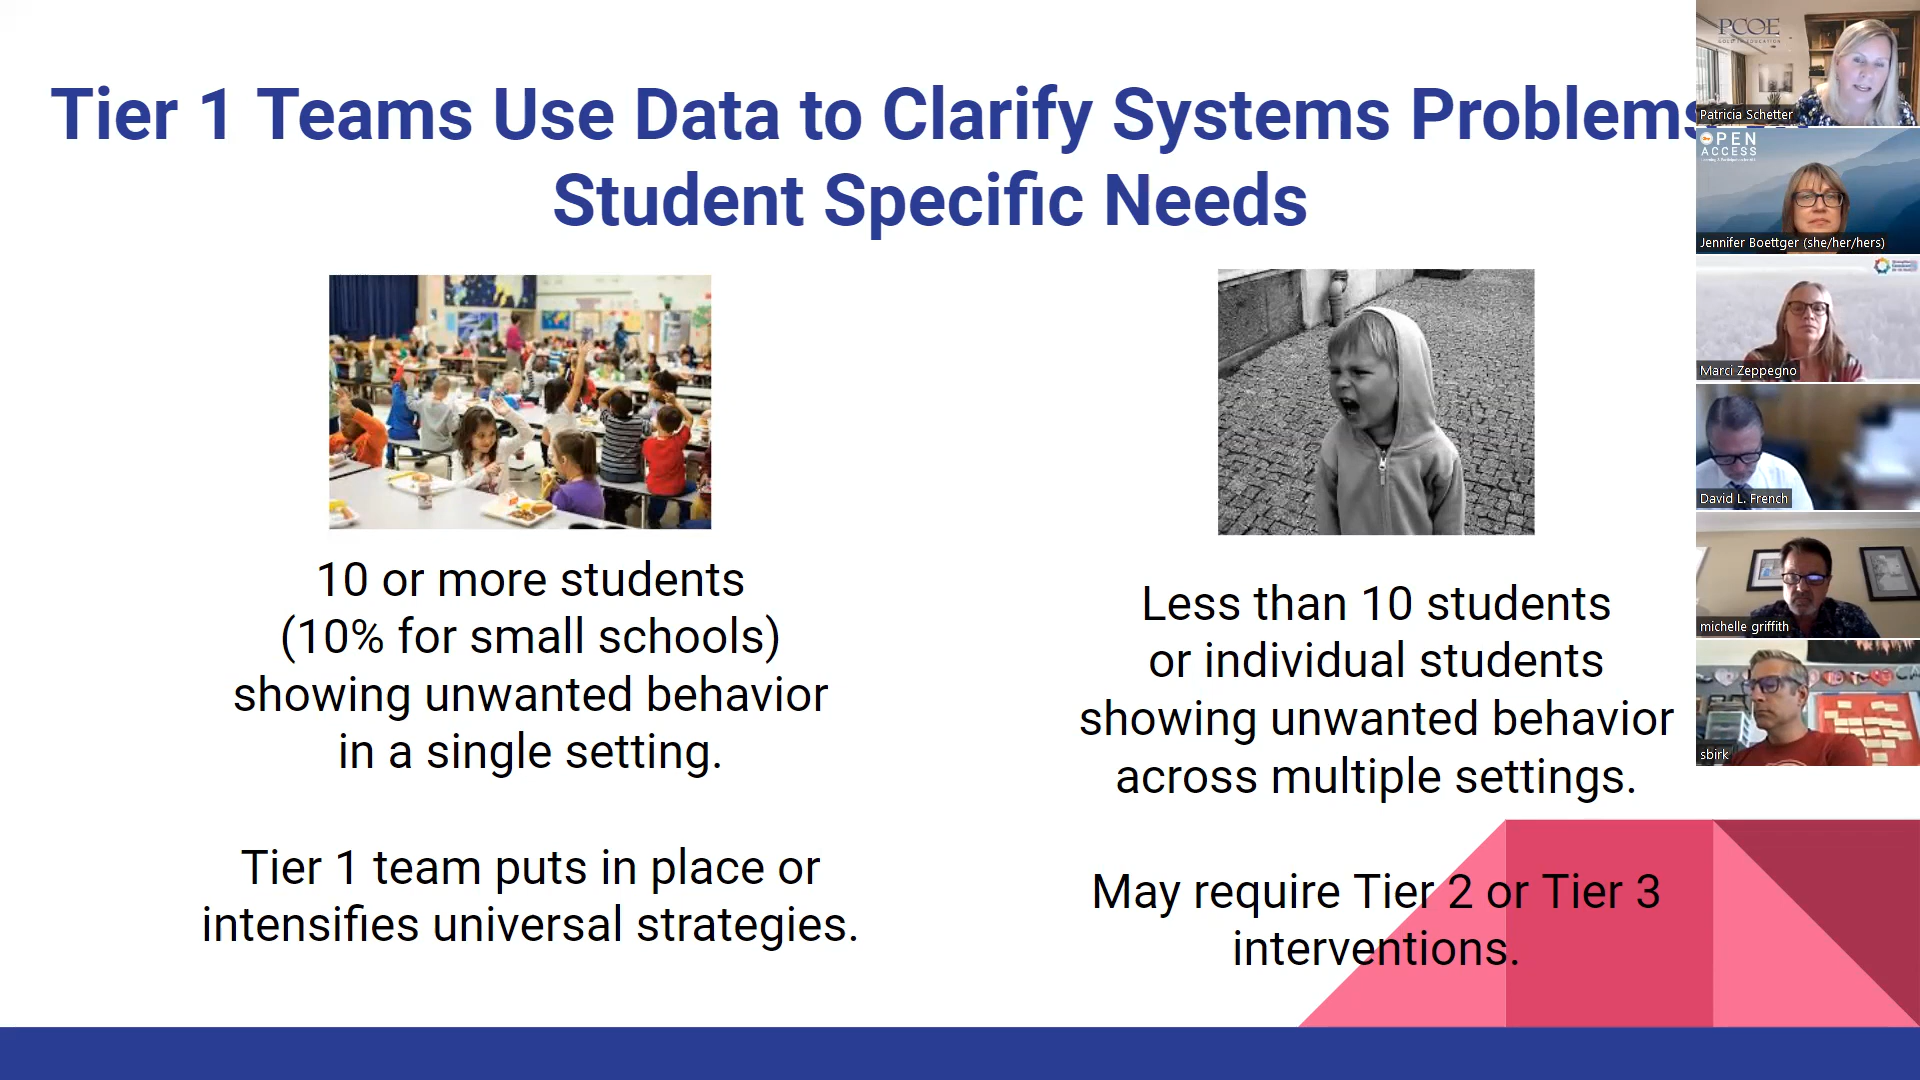 Tier 1 Teams Use Data to Clarify Systems Problems
Student Specific Needs
10 or more students
(10% for small schools)
showing unwanted behavior
in a single setting.
Tier 1 team puts in place or
intensifies universal strategies.
Less than 10 students
or individual students
showing unwanted behavior
across multiple settings.
May require Tier 2 or Tier 3
interventions.
PCOE
Patricia Schetter
OPEN
ACCESS
Jennifer Boettger (she/her/hers)
Marci Zeppegno
David L. French
michelle griffith
sbirk